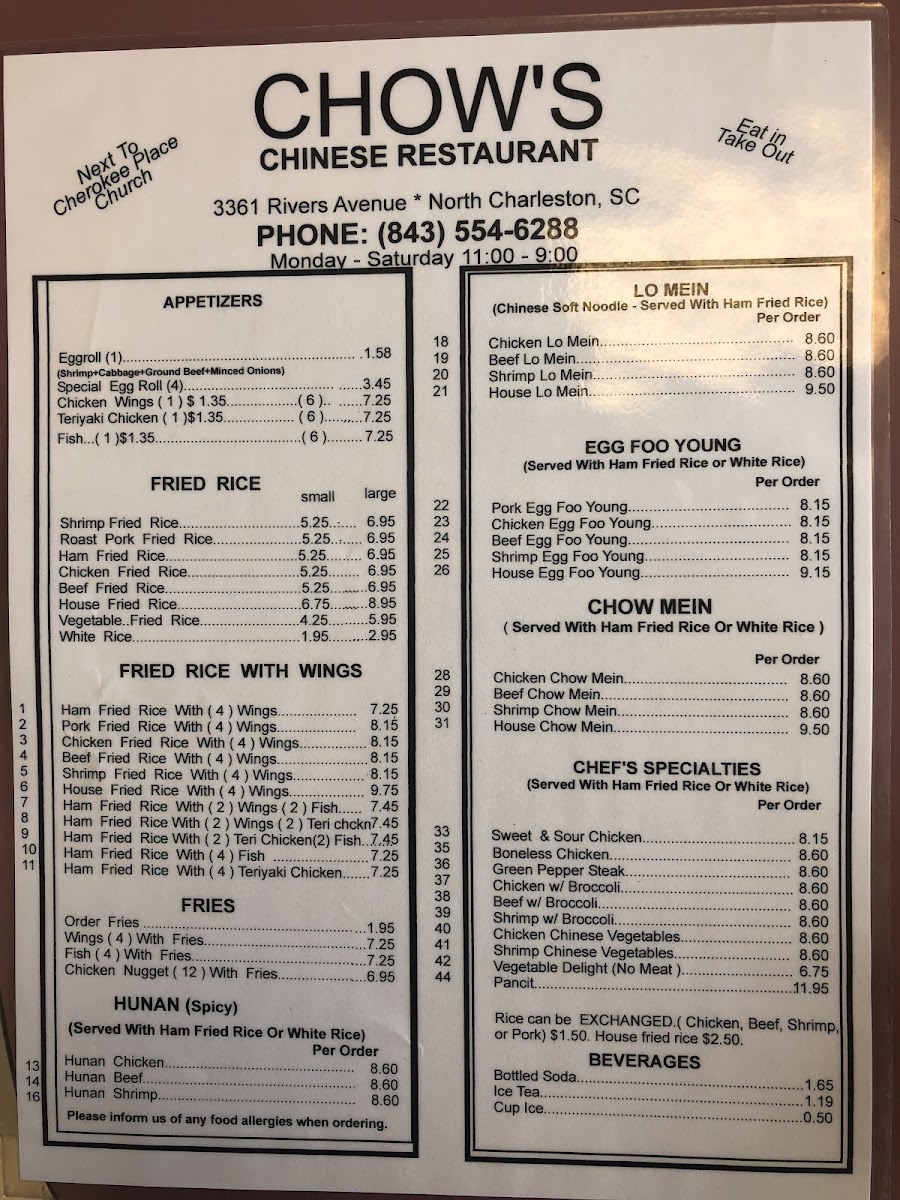 CHOW'S
CHINESE RESTAURANT
Next To
Cherokee Place
Church
Eat in
Take Out
3361 Rivers Avenue * North Charleston, SC
PHONE: (843) 554-6288
Monday - Saturday 11:00 - 9:00
APPETIZERS
Eggroll (1)..........1.58
(Shrimp+Cabbage+Ground Beef+Minced Onions)
Special Egg Roll (4)..........3.45
Chicken Wings ( 1 ) $ 1.35..........( 6 )..........7.25
Teriyaki Chicken ( 1 )$1.35..........( 6 )..........7.25
Fish...( 1 )$1.35..........( 6 )..........7.25
FRIED RICE
small large
Shrimp Fried Rice..........5.25..........6.95
Roast Pork Fried Rice..........5.25..........6.95
Ham Fried Rice..........5.25..........6.95
Chicken Fried Rice..........5.25..........6.95
Beef Fried Rice..........5.25..........6.95
House Fried Rice..........6.75..........8.95
Vegetable..Fried Rice..........4.25..........5.95
White Rice..........1.95..........2.95
FRIED RICE WITH WINGS
1 Ham Fried Rice With ( 4 ) Wings..........7.25
2 Pork Fried Rice With ( 4 ) Wings..........8.15
3 Chicken Fried Rice With ( 4 ) Wings..........8.15
4 Beef Fried Rice With ( 4 ) Wings..........8.15
5 Shrimp Fried Rice With ( 4 ) Wings..........8.15
6 House Fried Rice With ( 4 ) Wings..........9.75
7 Ham Fried Rice With ( 2 ) Wings ( 2 ) Fish...... 7.45
8 Ham Fried Rice With ( 2 ) Wings ( 2 ) Teri chckn7.45
9 Ham Fried Rice With ( 2 ) Teri Chicken(2) Fish..7.45
10 Ham Fried Rice With ( 4 ) Fish ..........7.25
11 Ham Fried Rice With ( 4 ) Teriyaki Chicken.......7.25
FRIES
Order Fries ..........1.95
Wings ( 4 ) With Fries..........7.25
Fish ( 4 ) With Fries..........7.25
Chicken Nugget ( 12 ) With Fries..........6.95
HUNAN (Spicy)
(Served With Ham Fried Rice Or White Rice)
Per Order
13 Hunan Chicken..........8.60
14 Hunan Beef..........8.60
16 Hunan Shrimp..........8.60
Please inform us of any food allergies when ordering.
LO MEIN
(Chinese Soft Noodle - Served With Ham Fried Rice)
Per Order
18 Chicken Lo Mein..........8.60
19 Beef Lo Mein..........8.60
20 Shrimp Lo Mein..........8.60
21 House Lo Mein..........9.50
EGG FOO YOUNG
(Served With Ham Fried Rice or White Rice)
Per Order
22 Pork Egg Foo Young..........8.15
23 Chicken Egg Foo Young..........8.15
24 Beef Egg Foo Young..........8.15
25 Shrimp Egg Foo Young..........8.15
26 House Egg Foo Young..........9.15
CHOW MEIN
( Served With Ham Fried Rice Or White Rice )
Per Order
28 Chicken Chow Mein..........8.60
29 Beef Chow Mein..........8.60
30 Shrimp Chow Mein..........8.60
31 House Chow Mein..........9.50
CHEF'S SPECIALTIES
(Served With Ham Fried Rice Or White Rice)
Per Order
33 Sweet & Sour Chicken..........8.15
35 Boneless Chicken..........8.60
36 Green Pepper Steak..........8.60
37 Chicken w/ Broccoli..........8.60
38 Beef w/ Broccoli..........8.60
39 Shrimp w/ Broccoli..........8.60
40 Chicken Chinese Vegetables..........8.60
41 Shrimp Chinese Vegetables..........8.60
42 Vegetable Delight (No Meat )..........6.75
44 Pancit..........11.95
Rice can be EXCHANGED.( Chicken, Beef, Shrimp,
or Pork) $1.50. House fried rice $2.50.
BEVERAGES
Bottled Soda..........1.65
Ice Tea..........1.19
Cup Ice..........0.50